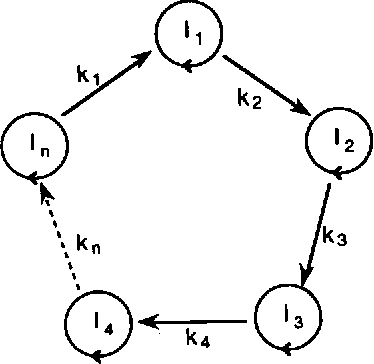 I₁
k₁
k₂
Iₙ
I₂
k₃
kₙ
I₃
I₄
k₄